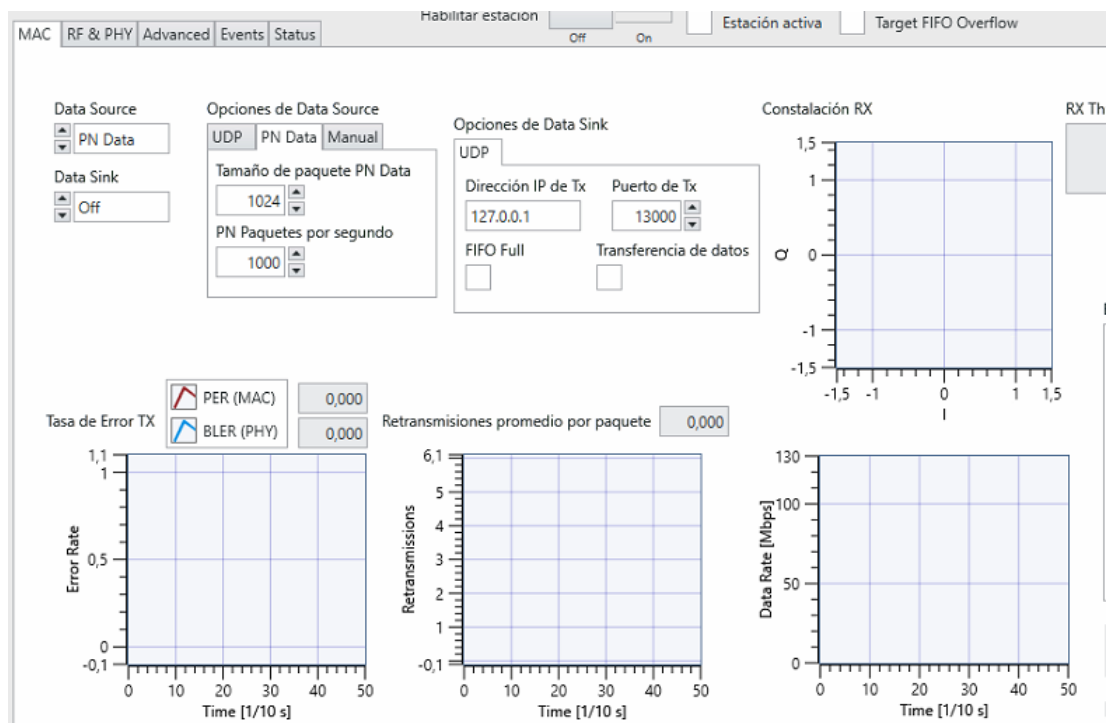 Habilitar estación
Off On
Estación activa
Target FIFO Overflow
MAC RF & PHY Advanced Events Status
Data Source
PN Data
Data Sink
Off
Opciones de Data Source
UDP PN Data Manual
Tamaño de paquete PN Data
1024
PN Paquetes por segundo
1000
Opciones de Data Sink
UDP
Dirección IP de Tx Puerto de Tx
127.0.0.1 13000
FIFO Full Transferencia de datos
Constalación RX
1,5
1
0
-1
-1,5
Q
-1,5 -1 0 1 1,5
I
RX Th
Tasa de Error TX
PER (MAC) 0,000
BLER (PHY) 0,000
1,1
1
0,5
0
-0,1
Error Rate
0 10 20 30 40 50
Time [1/10 s]
Retransmisiones promedio por paquete 0,000
6,1
5
4
3
2
1
-0,1
Retransmissions
0 10 20 30 40 50
Time [1/10 s]
130
100
50
0
Data Rate [Mbps]
0 10 20 30 40 50
Time [1/10 s]